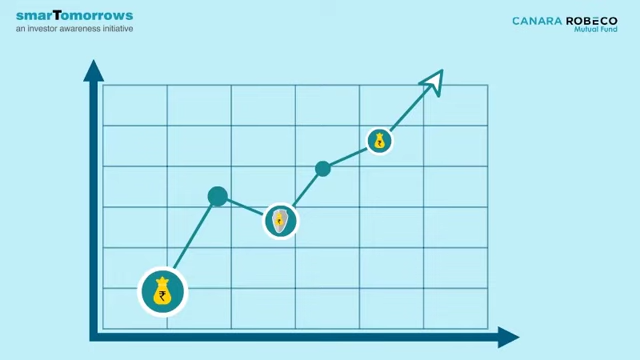 smarTomorrows
an investor awareness initiative
CANARA ROBECO
Mutual Fund
₹
₹
₹